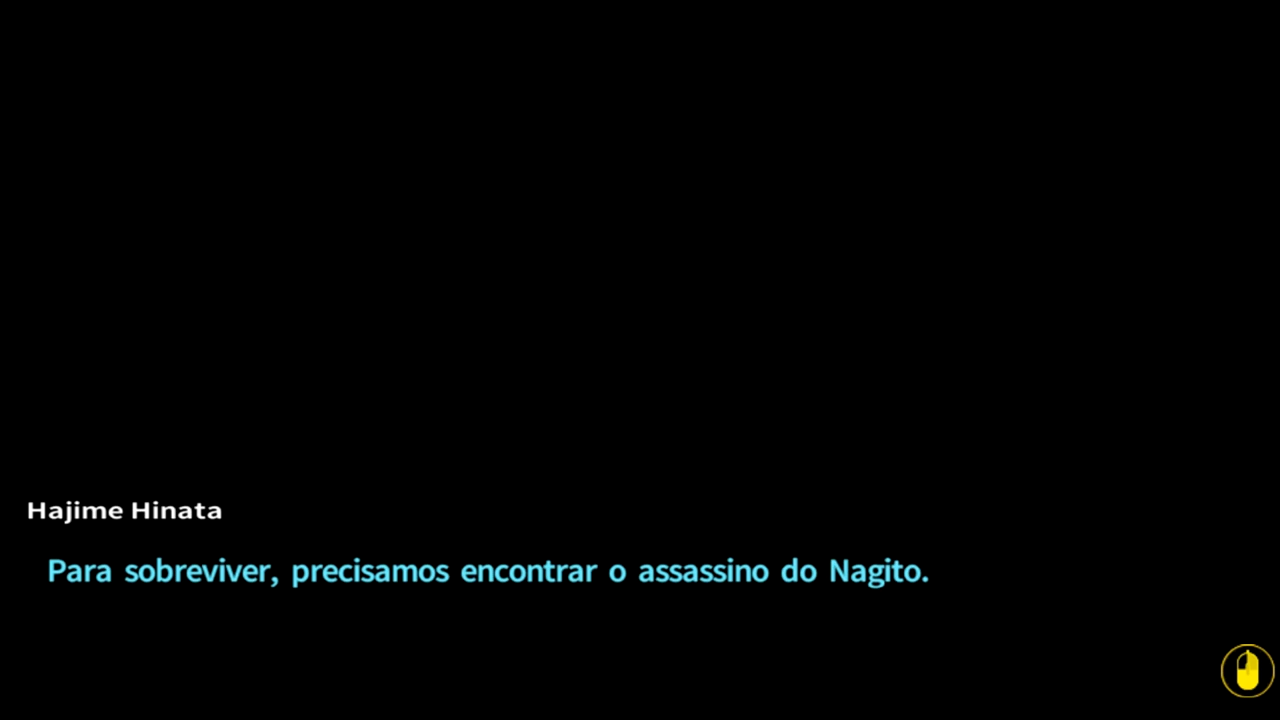 Hajime Hinata
Para sobreviver, precisamos encontrar o assassino do Nagito.